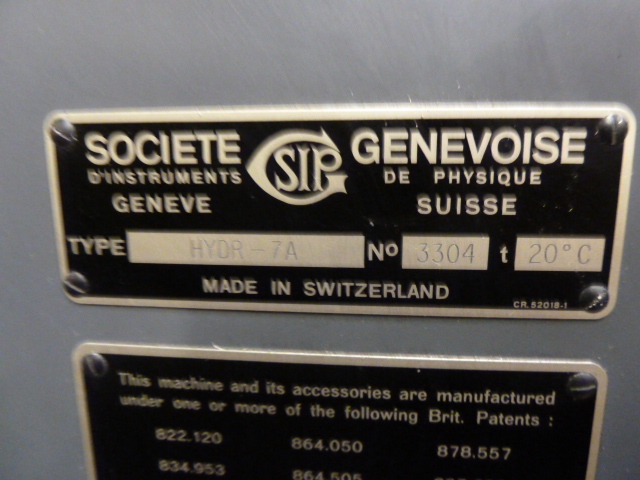 SOCIETE SIP GENEVOISE
D'INSTRUMENTS DE PHYSIQUE
GENEVE SUISSE
TYPE HYDR-7A No 3304 t 20°C
MADE IN SWITZERLAND
CR.52018-1
This machine and its accessories are manufactured
under one or more of the following Brit. Patents :
822.120 864.050 878.557
834.953 864.505